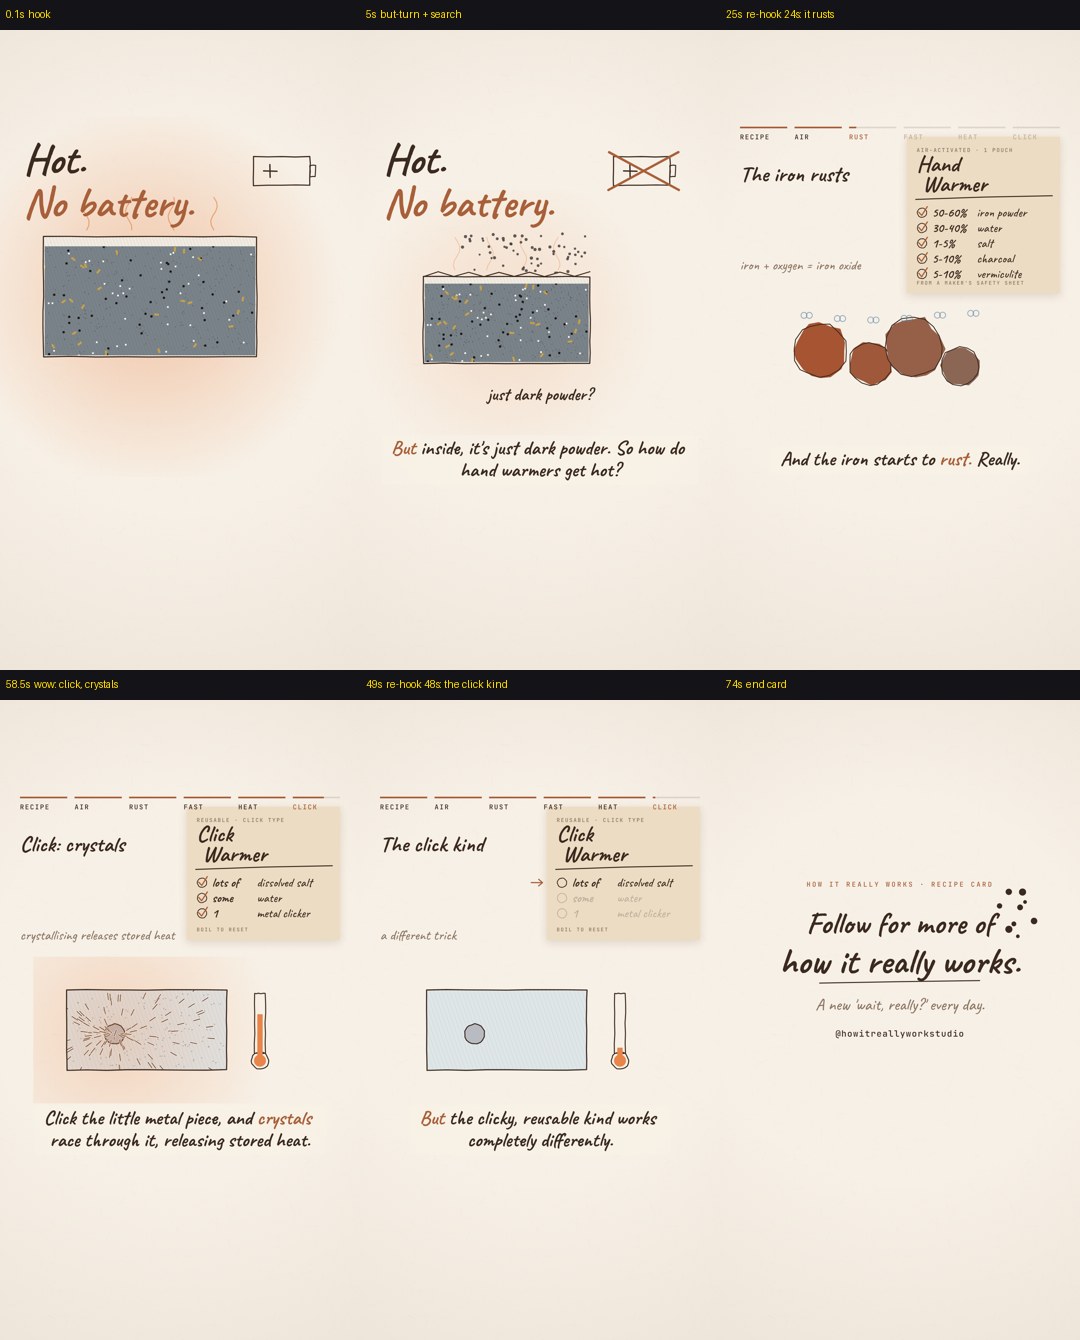 0.1s hook
Hot.
No battery.
5s but-turn + search
Hot.
No battery.
just dark powder?
But inside, it's just dark powder. So how do
hand warmers get hot?
25s re-hook 24s: it rusts
RECIPE AIR RUST FAST HEAT CLICK
The iron rusts
iron + oxygen = iron oxide
AIR-ACTIVATED · 1 POUCH
Hand
Warmer
50-60% iron powder
30-40% water
1-5% salt
5-10% charcoal
5-10% vermiculite
FROM A MAKER'S SAFETY SHEET
And the iron starts to rust. Really.
58.5s wow: click, crystals
RECIPE AIR RUST FAST HEAT CLICK
Click: crystals
crystallising releases stored heat
REUSABLE · CLICK TYPE
Click
Warmer
lots of dissolved salt
some water
1 metal clicker
BOIL TO RESET
Click the little metal piece, and crystals
race through it, releasing stored heat.
49s re-hook 48s: the click kind
RECIPE AIR RUST FAST HEAT CLICK
The click kind
a different trick
REUSABLE · CLICK TYPE
Click
Warmer
lots of dissolved salt
some water
1 metal clicker
BOIL TO RESET
But the clicky, reusable kind works
completely differently.
74s end card
HOW IT REALLY WORKS · RECIPE CARD
Follow for more of
how it really works.
A new 'wait, really?' every day.
@howitreallyworkstudio